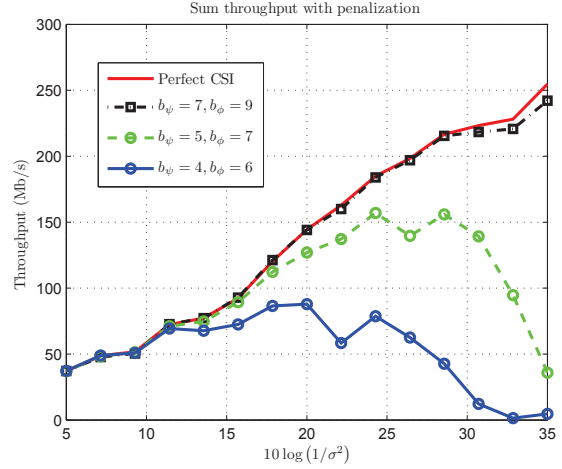 Sum throughput with penalization
Throughput (Mb/s)
300
250
200
150
100
50
0
Perfect CSI
b_ψ = 7, b_ϕ = 9
b_ψ = 5, b_ϕ = 7
b_ψ = 4, b_ϕ = 6
5 10 15 20 25 30 35
10 log (1/σ²)